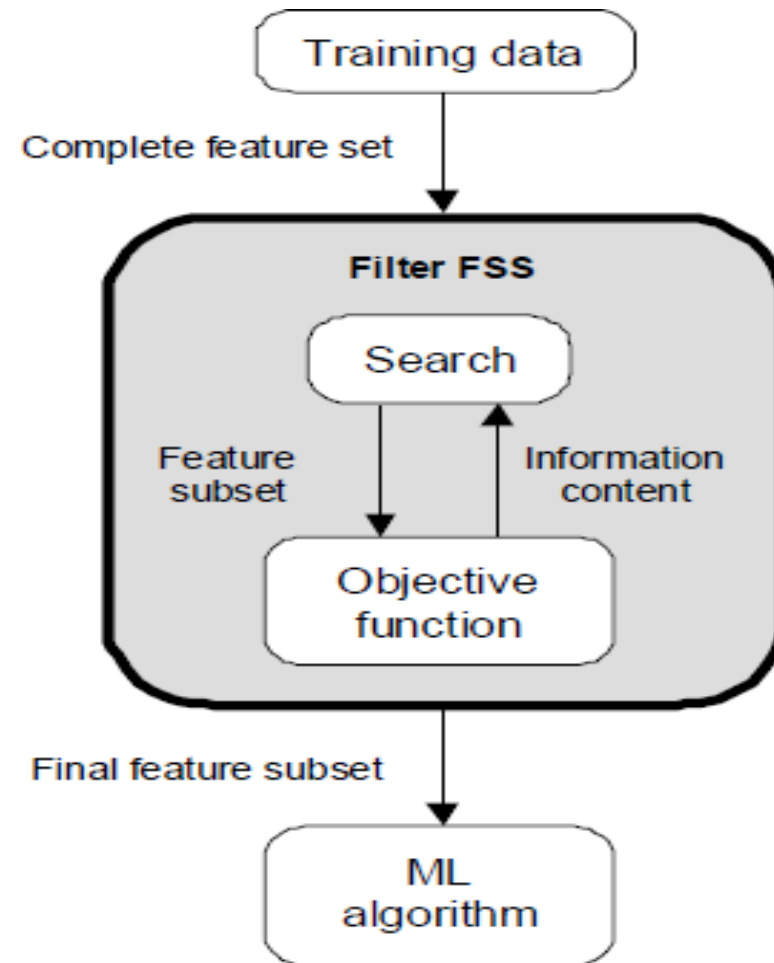 Training data
Complete feature set
Filter FSS
Search
Feature
subset
Information
content
Objective
function
Final feature subset
ML
algorithm